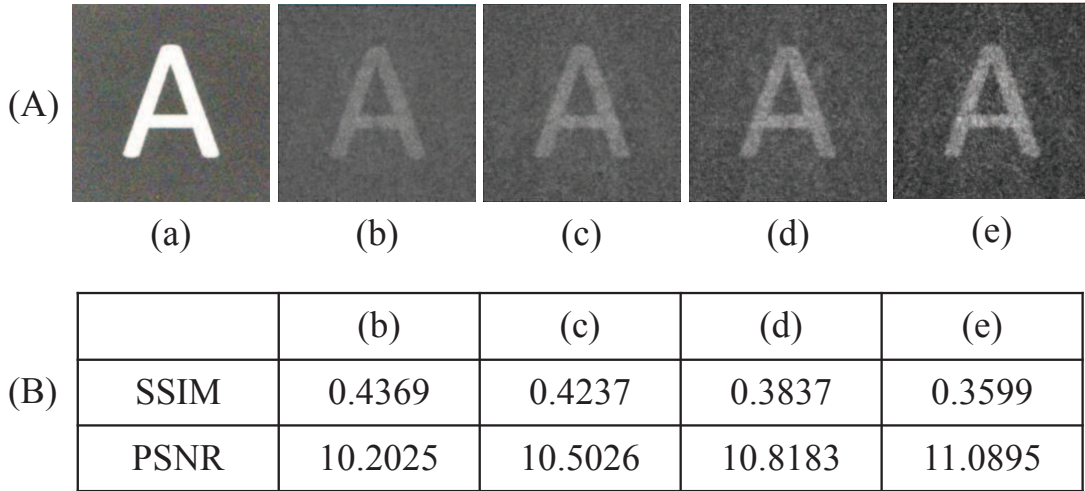 (A) A A A A A
(a) (b) (c) (d) (e)
(b) (c) (d) (e)
(B) SSIM 0.4369 0.4237 0.3837 0.3599
PSNR 10.2025 10.5026 10.8183 11.0895